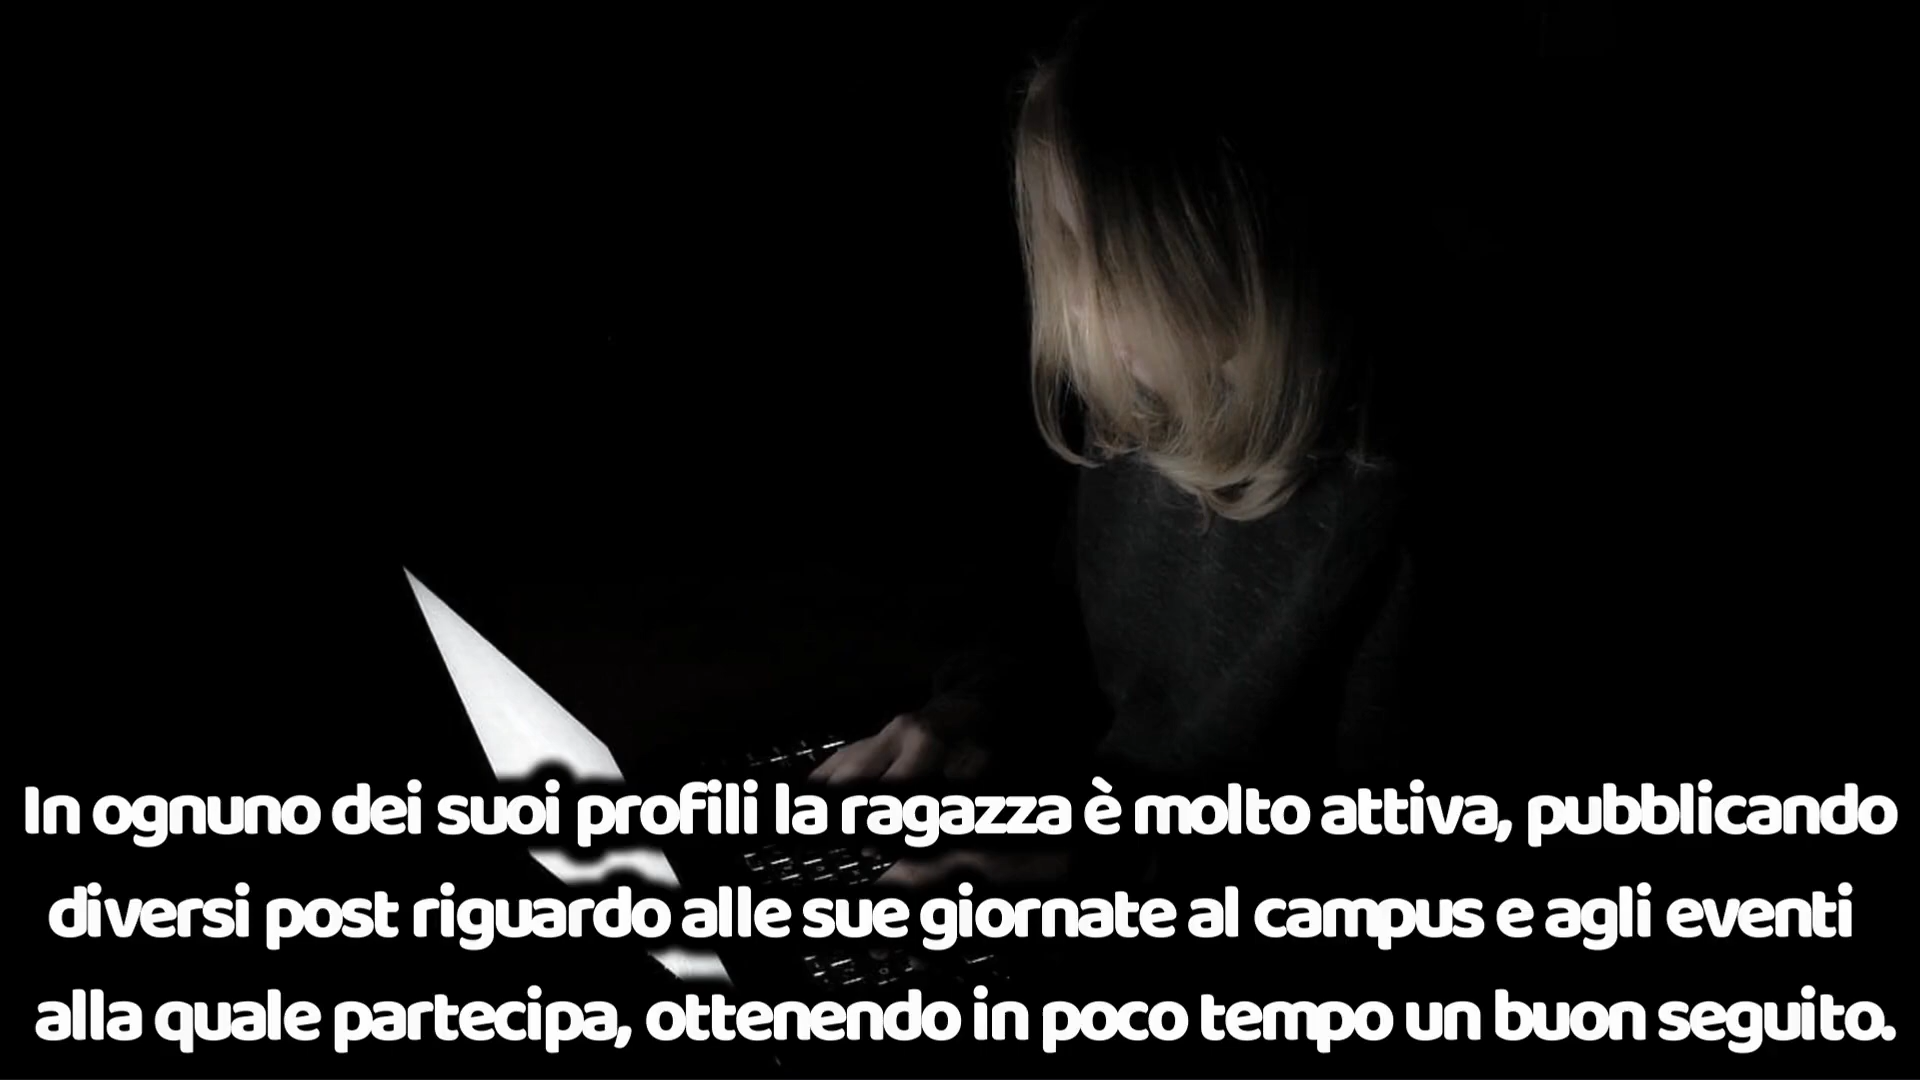 In ognuno dei suoi profili la ragazza è molto attiva, pubblicando
diversi post riguardo alle sue giornate al campus e agli eventi
alla quale partecipa, ottenendo in poco tempo un buon seguito.